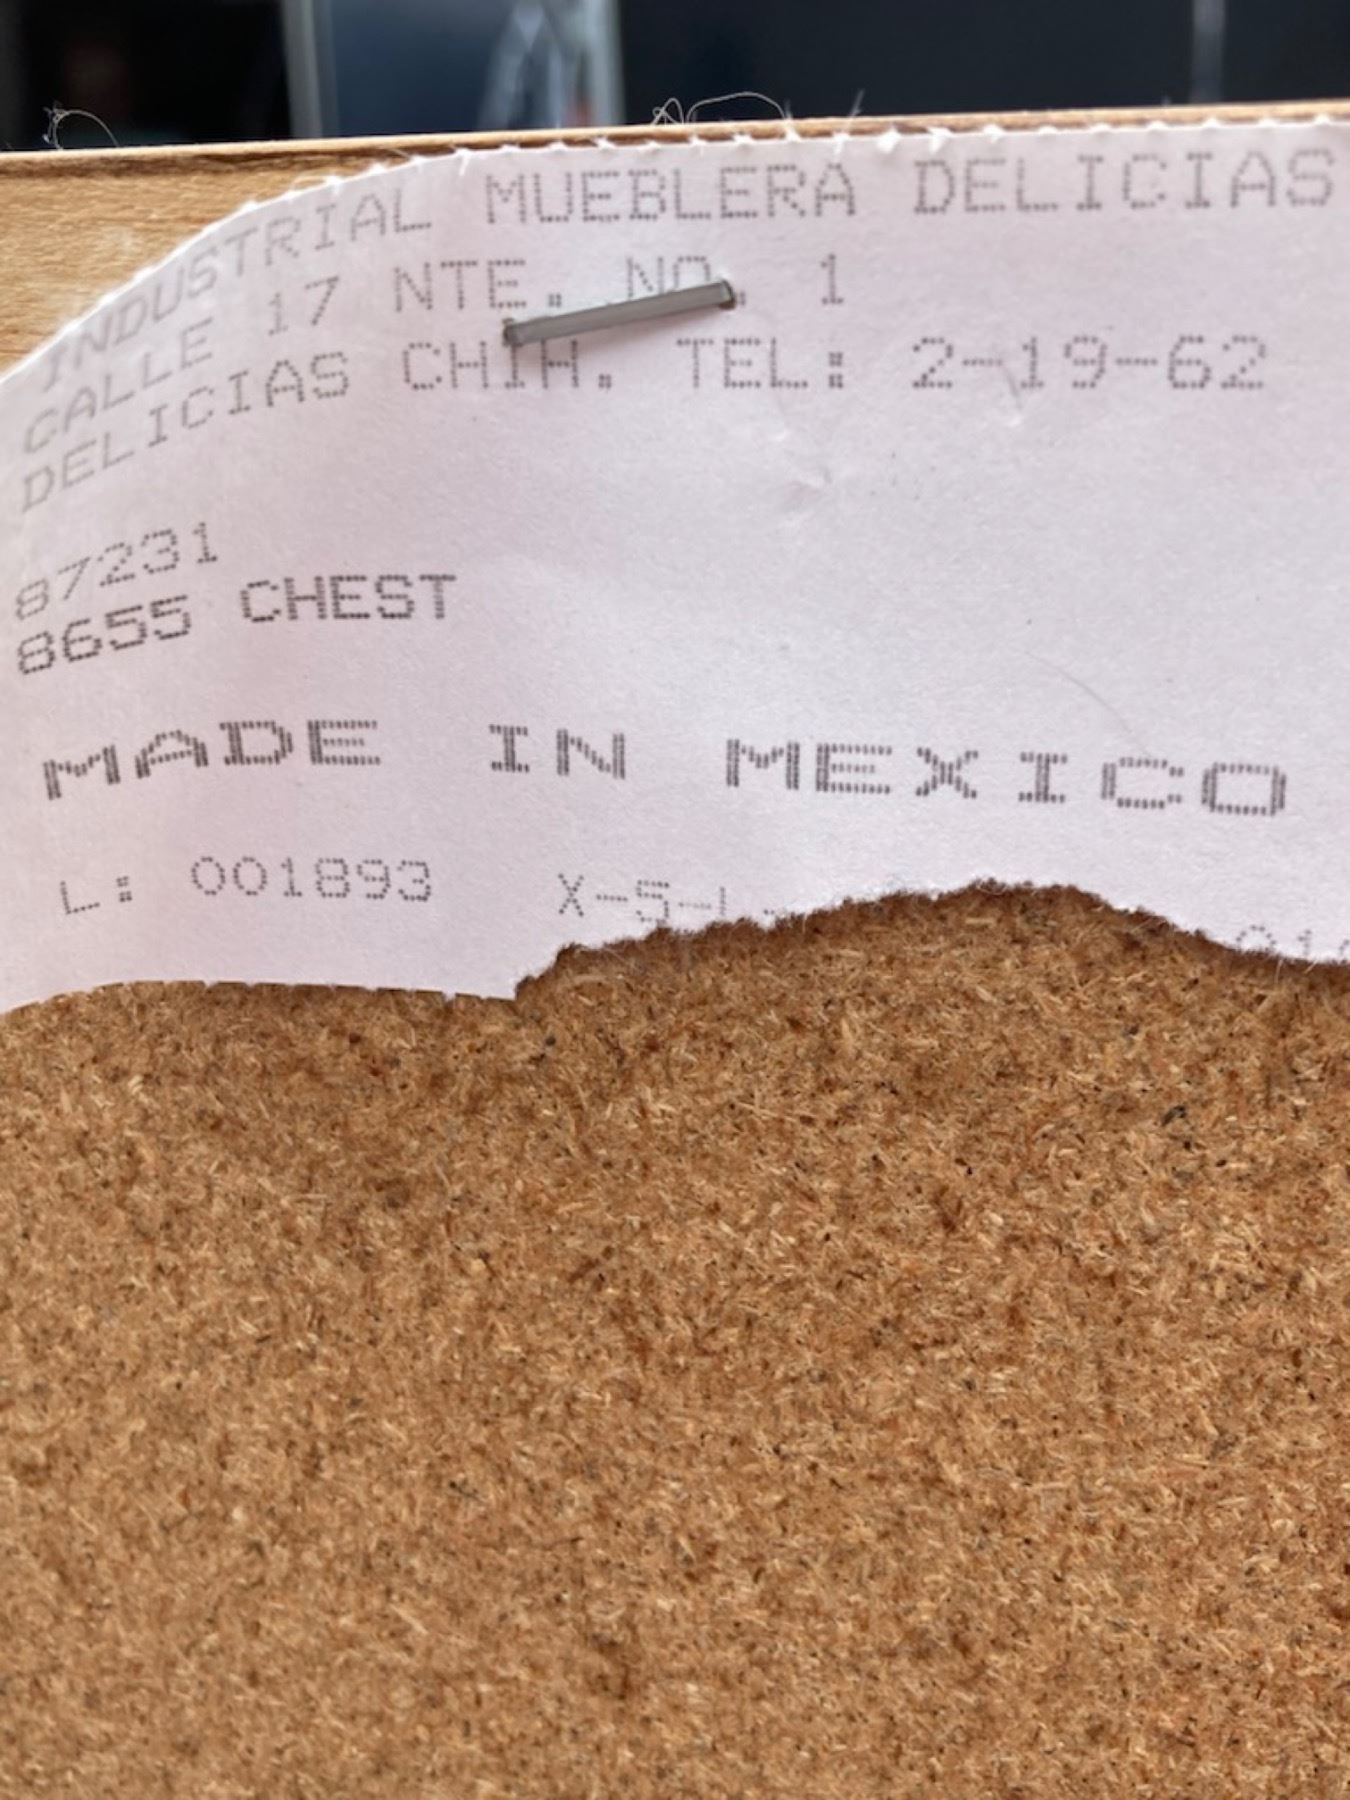 INDUSTRIAL MUEBLERA DELICIAS
CALLE 17 NTE. NO. 1
DELICIAS CHIH. TEL: 2-19-62
87231
8655 CHEST
MADE IN MEXICO
L: 001893 X-5-